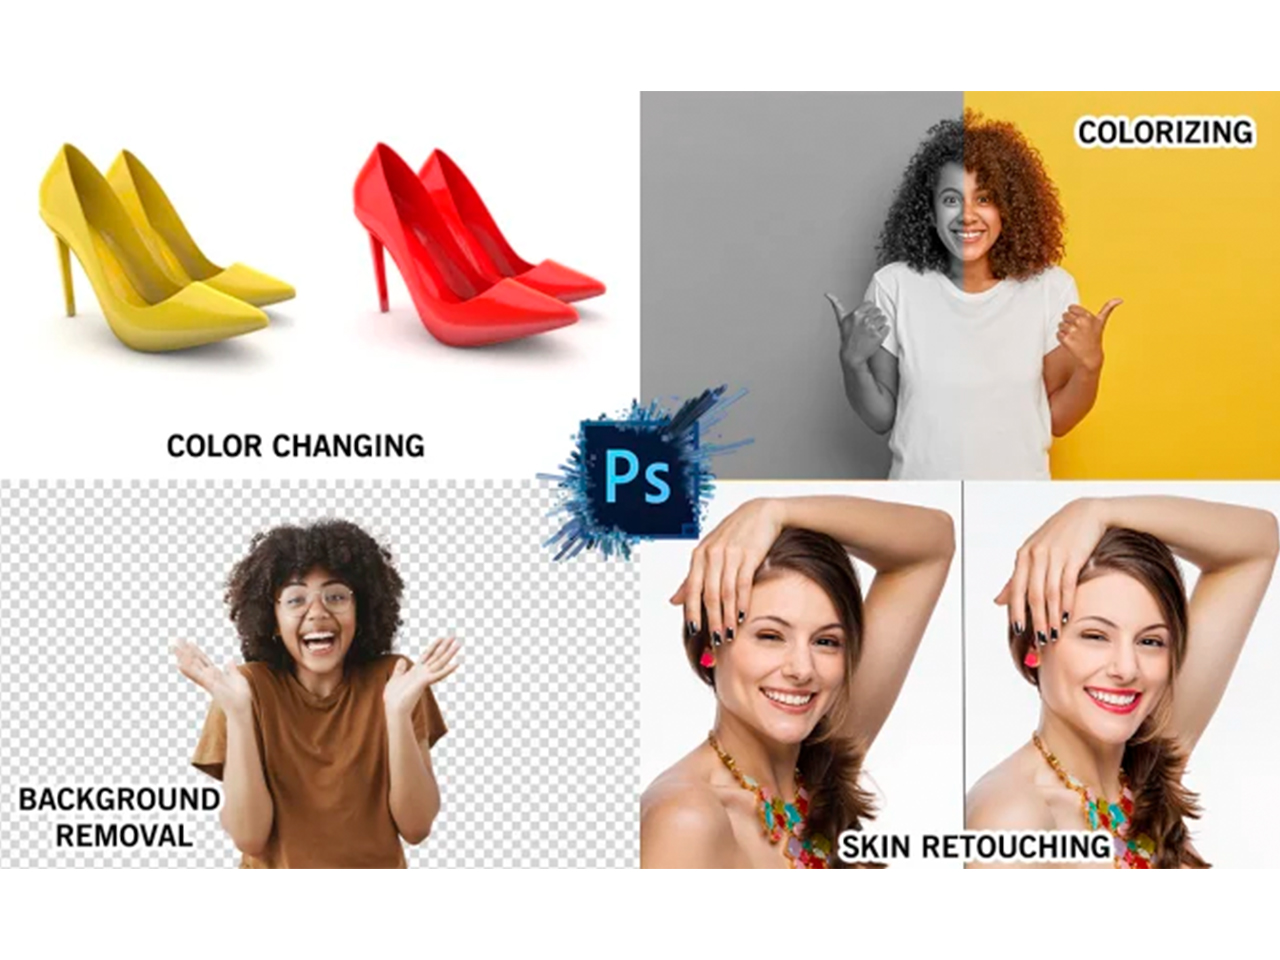 COLORIZING
COLOR CHANGING
Ps
BACKGROUND
REMOVAL
SKIN RETOUCHING